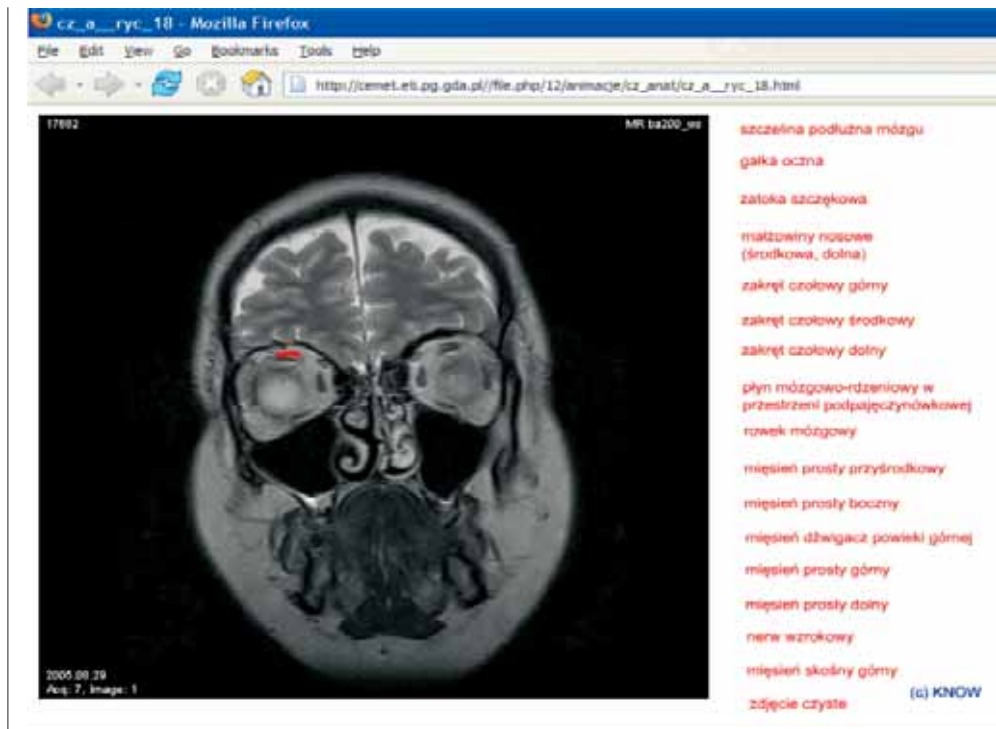 cz_a__ryc_18 - Mozilla Firefox
File Edit View Go Bookmarks Tools Help
http://cemet.eti.pg.gda.pl//file.php/12/animacje/cz_anat/cz_a__ryc_18.html
17682
MR ba200_ws
szczelina podłużna mózgu
gałka oczna
zatoka szczękowa
małżowiny nosowe
(środkowa, dolna)
zakręt czołowy górny
zakręt czołowy środkowy
zakręt czołowy dolny
płyn mózgowo-rdzeniowy w
przestrzeni podpajęczynówkowej
rowek mózgowy
mięsień prosty przyśrodkowy
mięsień prosty boczny
mięsień dźwigacz powieki górnej
mięsień prosty górny
mięsień prosty dolny
nerw wzrokowy
mięsień skośny górny
zdjęcie czyste
(c) KNOW
2005.08.29
Acq: 7, Image: 1